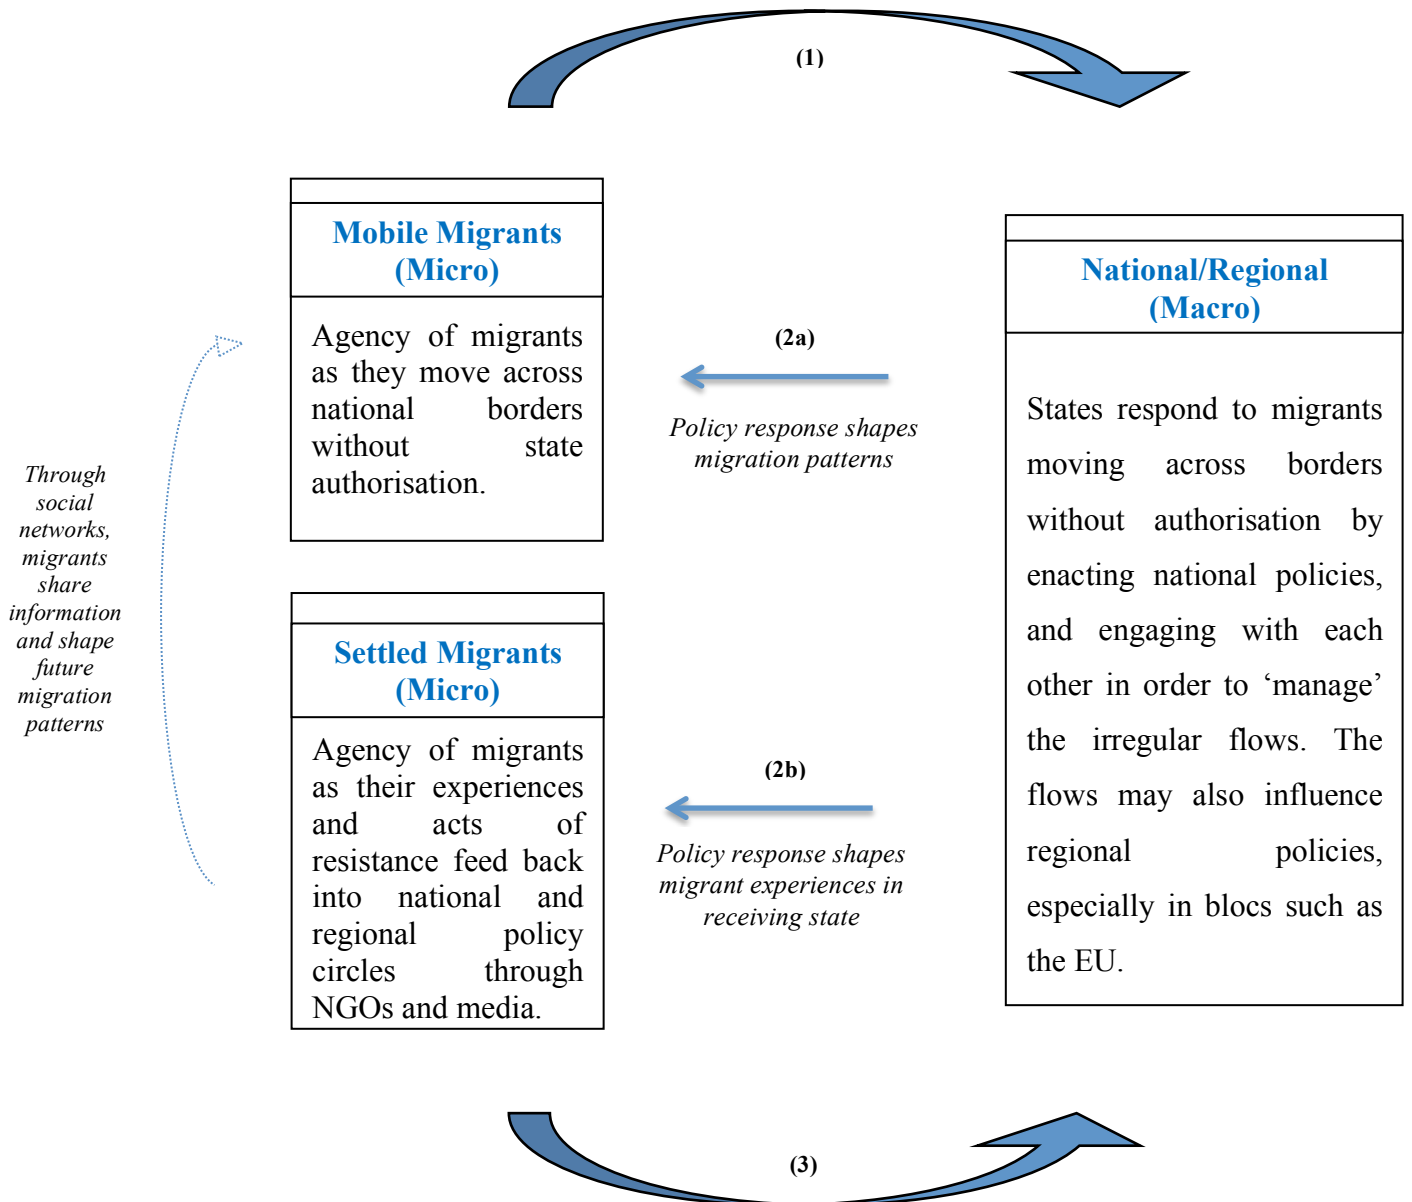 (1)
Mobile Migrants
(Micro)
Agency of migrants
as they move across
national borders
without state
authorisation.
Through
social
networks,
migrants
share
information
and shape
future
migration
patterns
Settled Migrants
(Micro)
Agency of migrants
as their experiences
and acts of
resistance feed back
into national and
regional policy
circles through
NGOs and media.
(2a)
Policy response shapes
migration patterns
(2b)
Policy response shapes
migrant experiences in
receiving state
National/Regional
(Macro)
States respond to migrants
moving across borders
without authorisation by
enacting national policies,
and engaging with each
other in order to ‘manage’
the irregular flows. The
flows may also influence
regional policies,
especially in blocs such as
the EU.
(3)